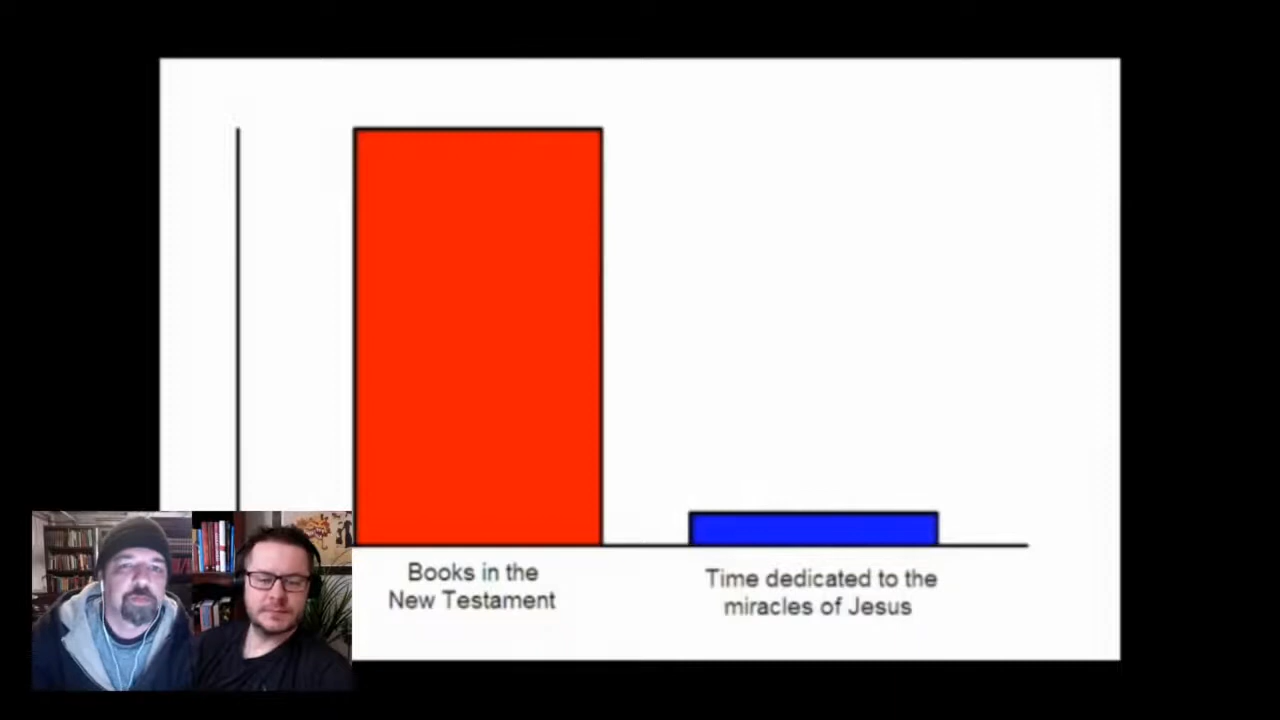 Books in the
New Testament
Time dedicated to the
miracles of Jesus